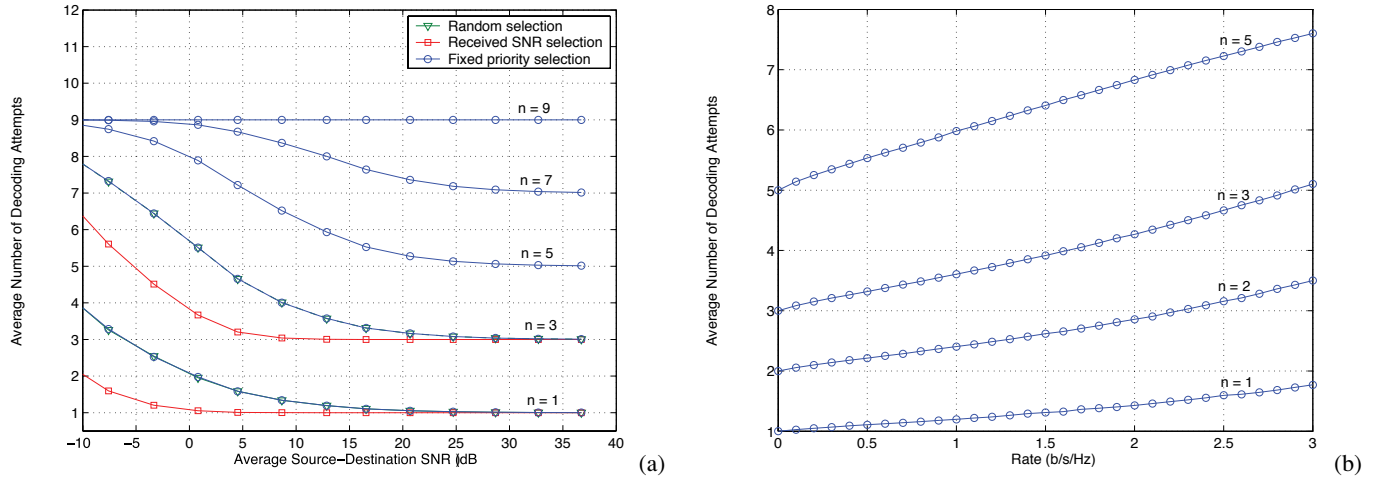 12
11
10
9
8
7
6
5
4
3
2
1
Average Number of Decoding Attempts
Random selection
Received SNR selection
Fixed priority selection
n = 9
n = 7
n = 5
n = 3
n = 1
−10
−5
0
5
10
15
20
25
30
35
40
Average Source−Destination SNR (dB
(a)
8
7
6
5
4
3
2
1
Average Number of Decoding Attempts
n = 5
n = 3
n = 2
n = 1
0
0.5
1
1.5
2
2.5
3
Rate (b/s/Hz)
(b)